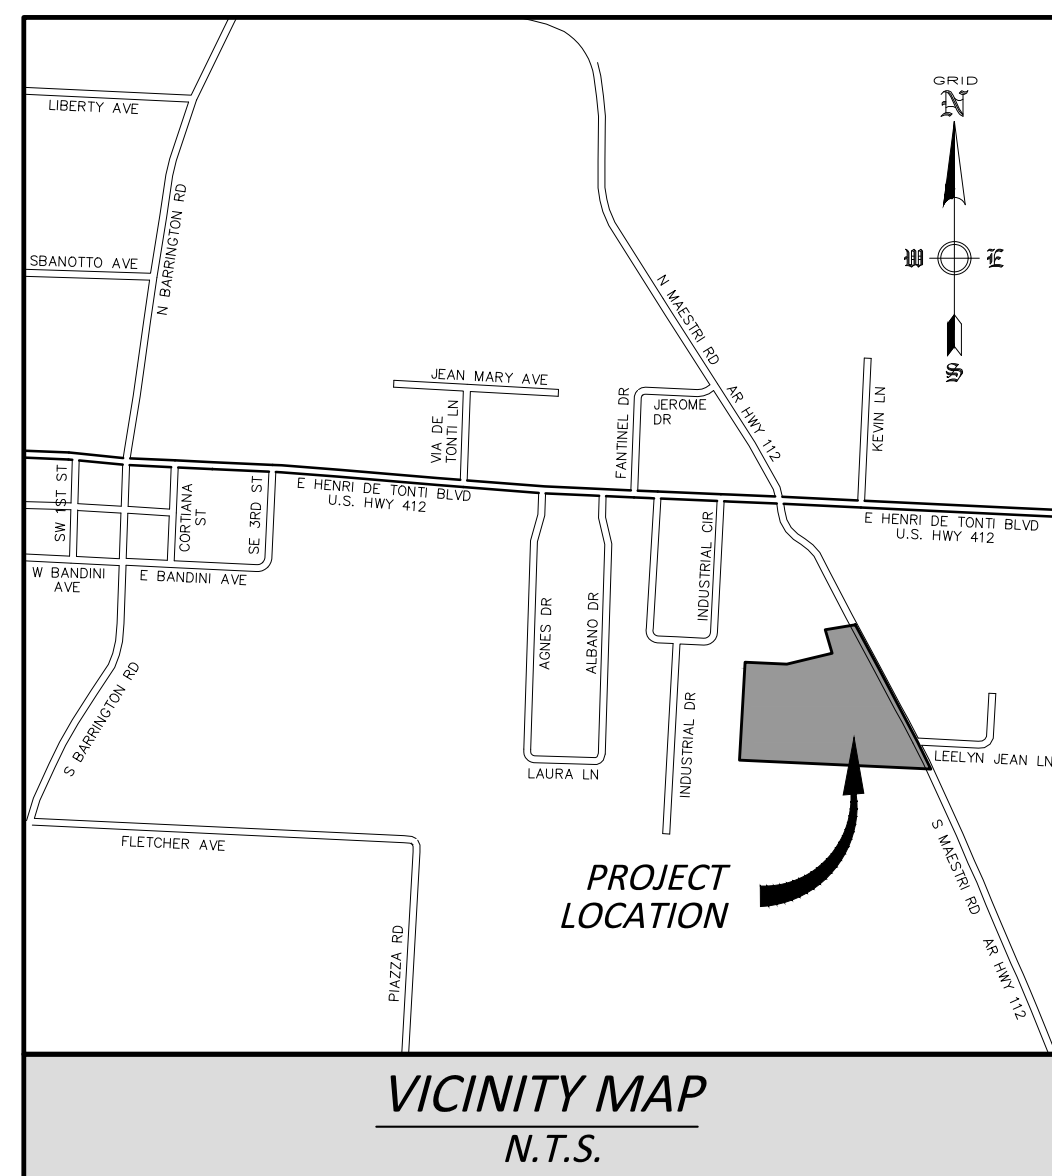 GRID
N
W
E
S
LIBERTY AVE
N BARRINGTON RD
SBANOTTO AVE
N MAESTRI RD
AR HWY 112
JEAN MARY AVE
VIA DE
TONTI LN
FANTINEL DR
JEROME
DR
KEVIN LN
SW 1ST ST
CORTIANA
ST
SE 3RD ST
E HENRI DE TONTI BLVD
U.S. HWY 412
E HENRI DE TONTI BLVD
U.S. HWY 412
W BANDINI
AVE
E BANDINI AVE
AGNES DR
ALBANO DR
INDUSTRIAL CIR
S BARRINGTON RD
INDUSTRIAL DR
LAURA LN
LEELYN JEAN LN
FLETCHER AVE
S MAESTRI RD
AR HWY 112
PIAZZA RD
PROJECT
LOCATION
VICINITY MAP
N.T.S.